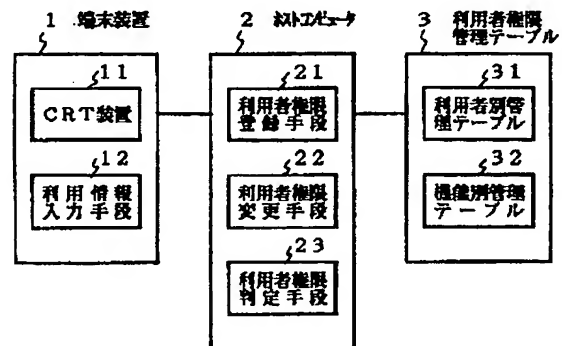 1 端末装置
2 ホストコンピュータ
3 利用者権限
管理テーブル
11
CRT装置
12
利用情報
入力手段
21
利用者権限
登録手段
22
利用者権限
変更手段
23
利用者権限
判定手段
31
利用者別管
理テーブル
32
機能別管理
テーブル